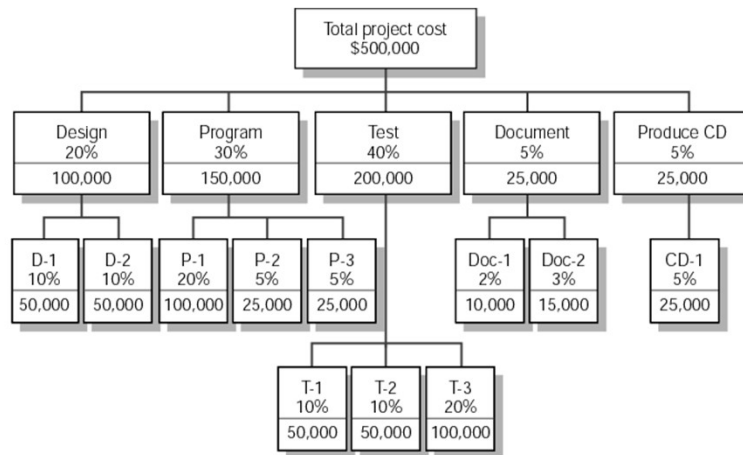 Total project cost
$500,000
Design
20%
100,000
Program
30%
150,000
Test
40%
200,000
Document
5%
25,000
Produce CD
5%
25,000
D-1
10%
50,000
D-2
10%
50,000
P-1
20%
100,000
P-2
5%
25,000
P-3
5%
25,000
Doc-1
2%
10,000
Doc-2
3%
15,000
CD-1
5%
25,000
T-1
10%
50,000
T-2
10%
50,000
T-3
20%
100,000